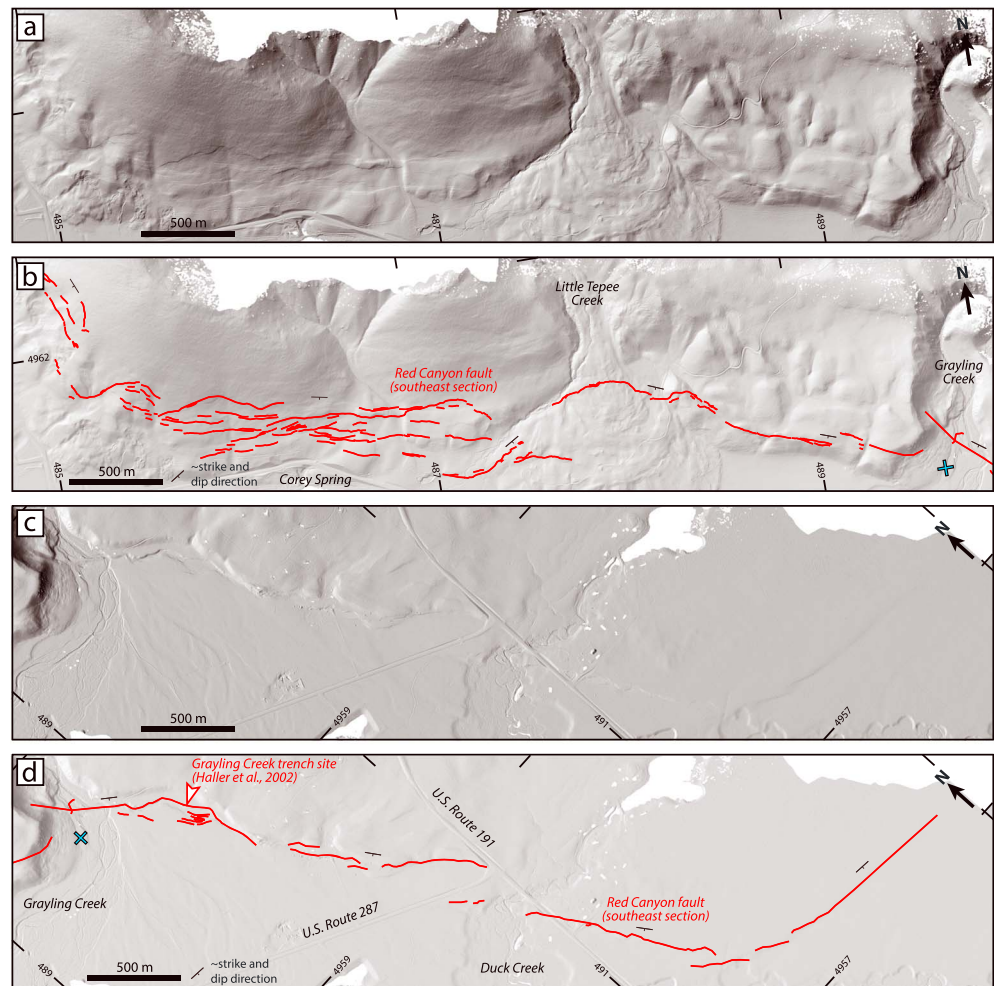 a
N
485
500 m
487
489
b
Little Tepee
Creek
N
4962
Red Canyon fault
(southeast section)
Grayling
Creek
485
500 m
~strike and
dip direction
Corey Spring
487
489
c
N
489
500 m
4959
491
4957
d
Grayling Creek trench site
(Haller et al., 2002)
N
U.S. Route 191
Grayling Creek
U.S. Route 287
Red Canyon fault
(southeast section)
489
500 m
~strike and
dip direction
4959
Duck Creek
491
4957